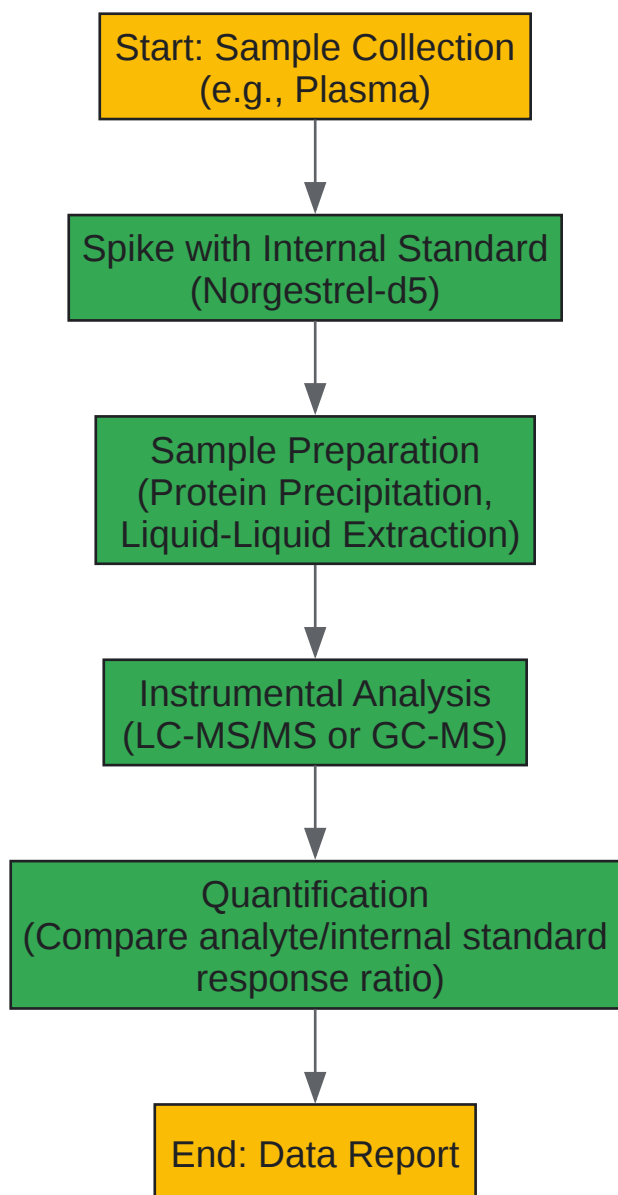 Start: Sample Collection
(e.g., Plasma)
Spike with Internal Standard
(Norgestrel-d5)
Sample Preparation
(Protein Precipitation,
Liquid-Liquid Extraction)
Instrumental Analysis
(LC-MS/MS or GC-MS)
Quantification
(Compare analyte/internal standard
response ratio)
End: Data Report